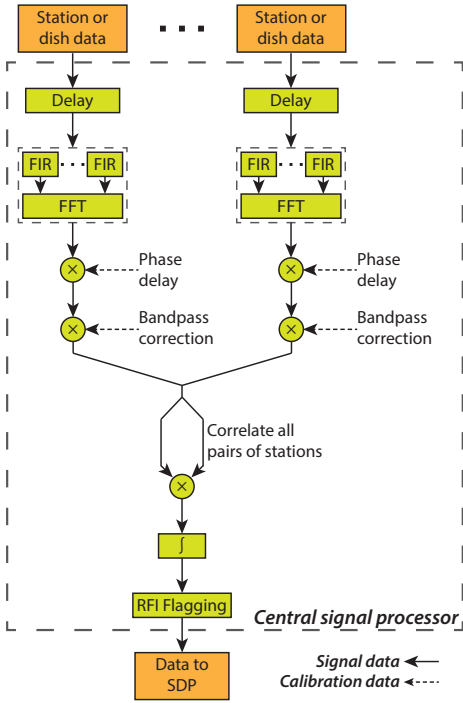 Station or
dish data
Station or
dish data
Delay
Delay
FIR
FIR
FIR
FIR
FFT
FFT
×
Phase
delay
×
Phase
delay
×
Bandpass
correction
×
Bandpass
correction
Correlate all
pairs of stations
×
∫
RFI Flagging
Central signal processor
Data to
SDP
Signal data
Calibration data